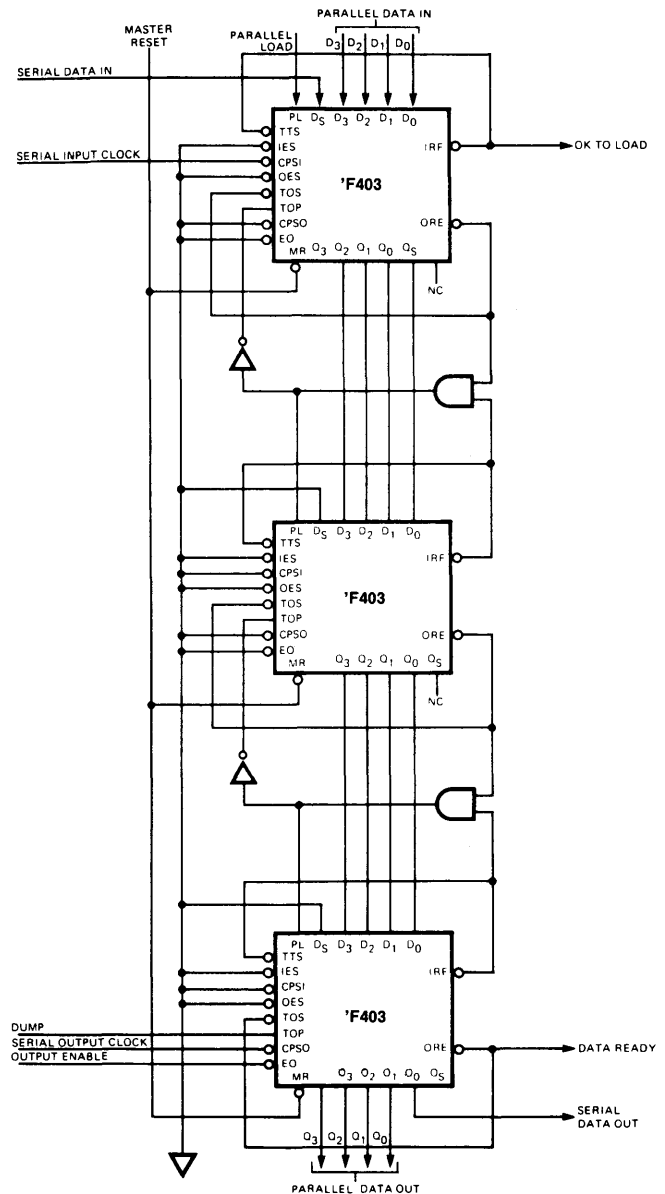 PARALLEL DATA IN
MASTER
RESET
PARALLEL
LOAD
D3 D2 D1 D0
SERIAL DATA IN
PL DS D3 D2 D1 D0
TTS
IES
IRF
OK TO LOAD
SERIAL INPUT CLOCK
CPSI
OES
'F403
TOS
TOP
CPSO
ORE
EO
MR Q3 Q2 Q1 Q0 QS
NC
PL DS D3 D2 D1 D0
TTS
IES
IRF
CPSI
OES
'F403
TOS
TOP
CPSO
ORE
EO
MR Q3 Q2 Q1 Q0 QS
NC
PL DS D3 D2 D1 D0
TTS
IES
IRF
CPSI
OES
'F403
TOS
DUMP
TOP
SERIAL OUTPUT CLOCK
CPSO
ORE
DATA READY
OUTPUT ENABLE
EO
MR Q3 Q2 Q1 Q0 QS
SERIAL
DATA OUT
Q3 Q2 Q1 Q0
PARALLEL DATA OUT